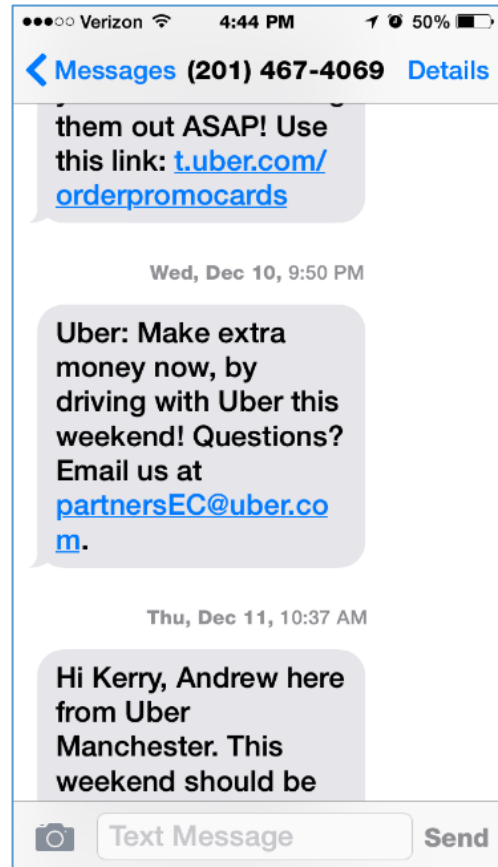 Verizon 4:44 PM 50%
Messages (201) 467-4069 Details
them out ASAP! Use
this link: t.uber.com/
orderpromocards
Wed, Dec 10, 9:50 PM
Uber: Make extra
money now, by
driving with Uber this
weekend! Questions?
Email us at
partnersEC@uber.co
m.
Thu, Dec 11, 10:37 AM
Hi Kerry, Andrew here
from Uber
Manchester. This
weekend should be
Text Message Send